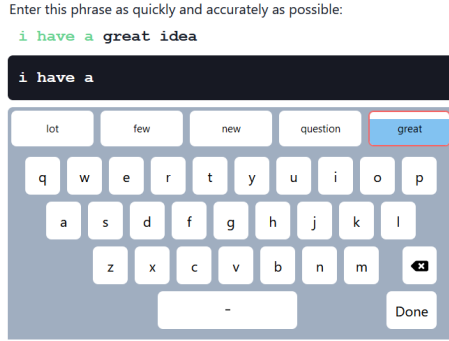 Enter this phrase as quickly and accurately as possible:
i have a great idea
i have a
lot few new question great
q w e r t y u i o p
a s d f g h j k l
z x c v b n m
-
Done